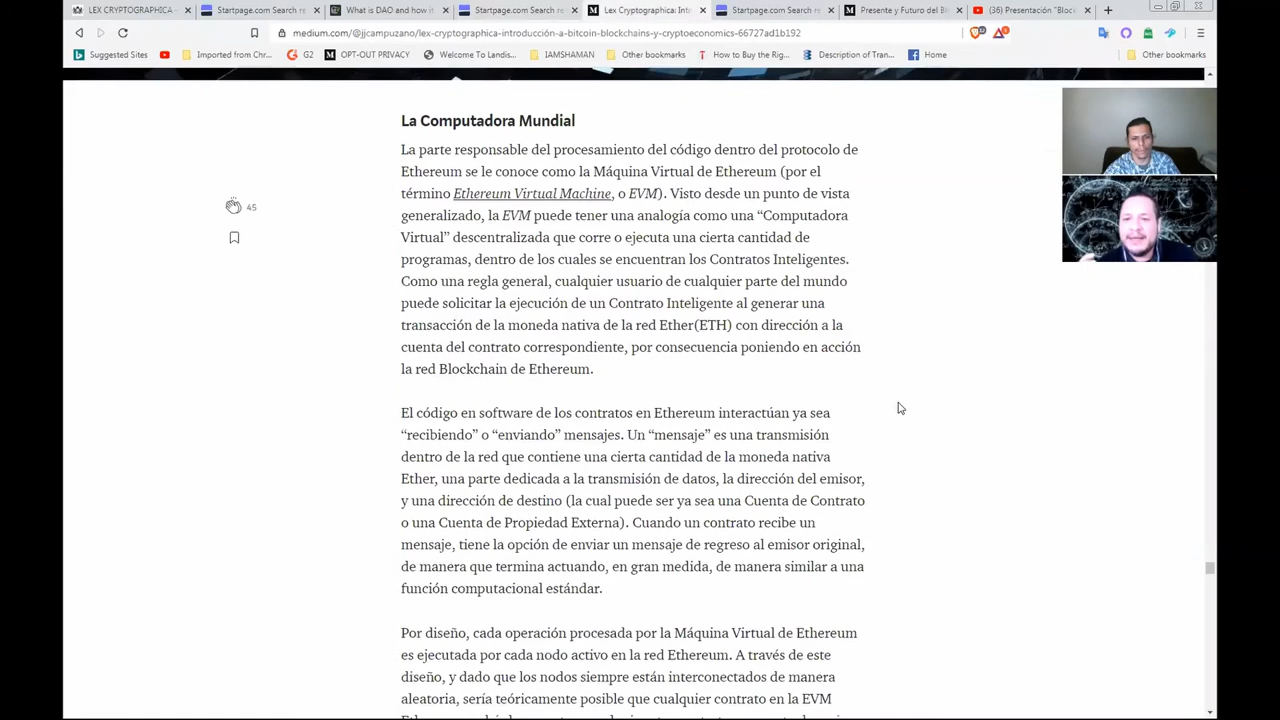 LEX CRYPTOGRAPHICA -
Startpage.com Search re
What is DAO and how it
Startpage.com Search re
Lex Cryptographica: Int
Startpage.com Search re
Presente y Futuro del Bl
(36) Presentación "Block
medium.com/@jjcampuzano/lex-cryptographica-introducción-a-bitcoin-blockchains-y-cryptoeconomics-66727ad1b192
Suggested Sites
Imported from Chr...
G2
OPT-OUT PRIVACY
Welcome To Landis...
IAMSHAMAN
Other bookmarks
How to Buy the Rig...
Description of Tran...
Home
Other bookmarks
La Computadora Mundial
La parte responsable del procesamiento del código dentro del protocolo de
Ethereum se le conoce como la Máquina Virtual de Ethereum (por el
término Ethereum Virtual Machine, o EVM). Visto desde un punto de vista
generalizado, la EVM puede tener una analogía como una “Computadora
Virtual” descentralizada que corre o ejecuta una cierta cantidad de
programas, dentro de los cuales se encuentran los Contratos Inteligentes.
Como una regla general, cualquier usuario de cualquier parte del mundo
puede solicitar la ejecución de un Contrato Inteligente al generar una
transacción de la moneda nativa de la red Ether(ETH) con dirección a la
cuenta del contrato correspondiente, por consecuencia poniendo en acción
la red Blockchain de Ethereum.
45
El código en software de los contratos en Ethereum interactúan ya sea
“recibiendo” o “enviando” mensajes. Un “mensaje” es una transmisión
dentro de la red que contiene una cierta cantidad de la moneda nativa
Ether, una parte dedicada a la transmisión de datos, la dirección del emisor,
y una dirección de destino (la cual puede ser ya sea una Cuenta de Contrato
o una Cuenta de Propiedad Externa). Cuando un contrato recibe un
mensaje, tiene la opción de enviar un mensaje de regreso al emisor original,
de manera que termina actuando, en gran medida, de manera similar a una
función computacional estándar.
Por diseño, cada operación procesada por la Máquina Virtual de Ethereum
es ejecutada por cada nodo activo en la red Ethereum. A través de este
diseño, y dado que los nodos siempre están interconectados de manera
aleatoria, sería teóricamente posible que cualquier contrato en la EVM